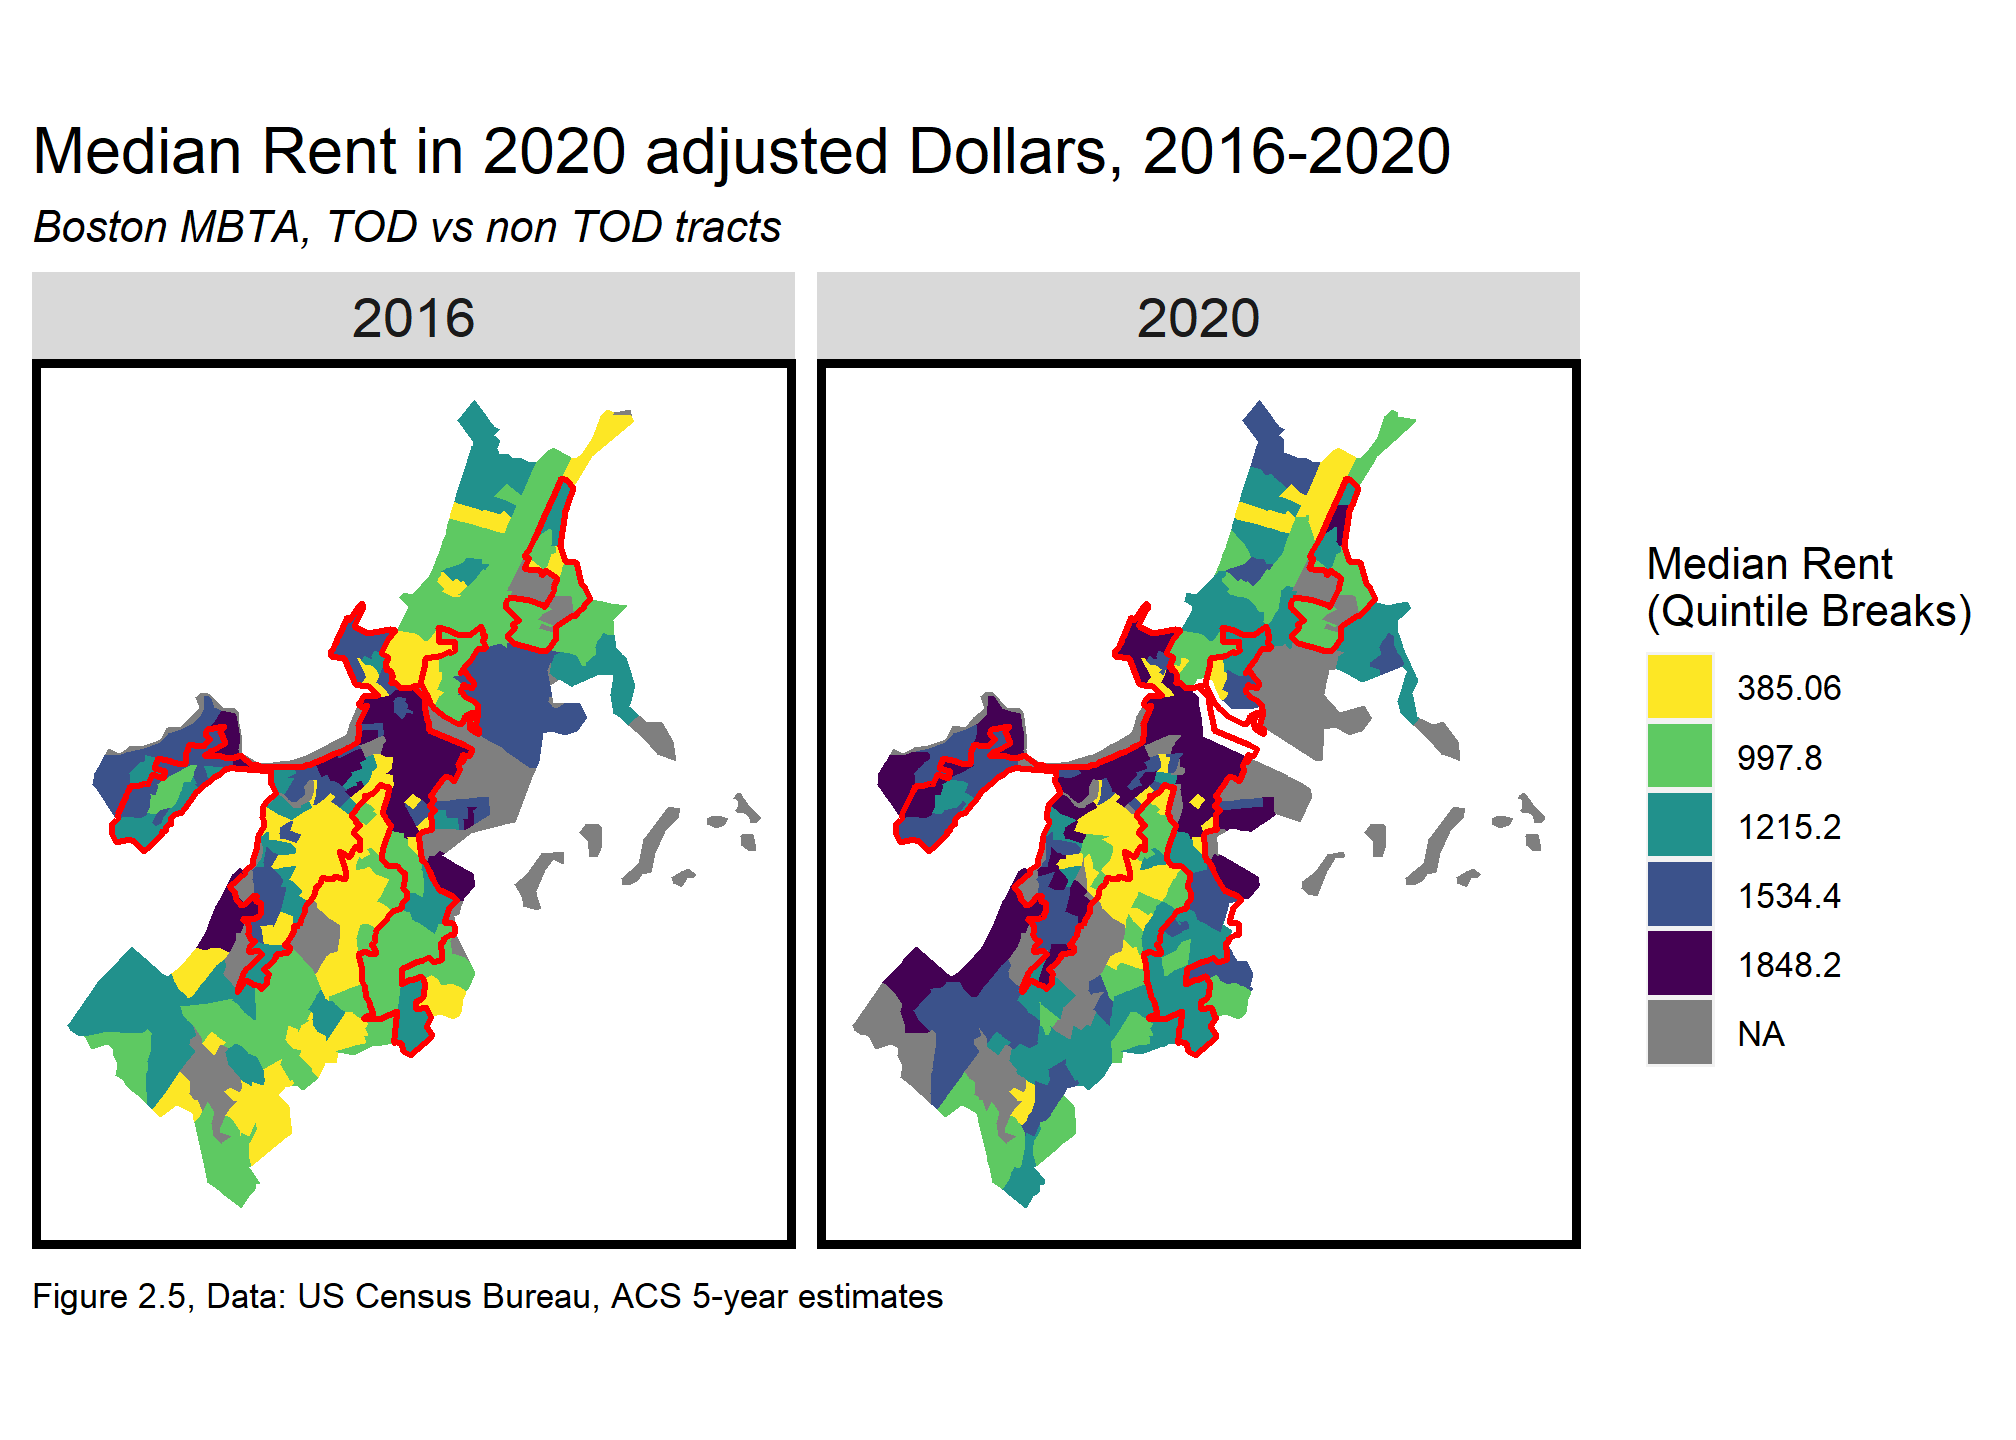 Median Rent in 2020 adjusted Dollars, 2016-2020
Boston MBTA, TOD vs non TOD tracts
2016
2020
Median Rent
(Quintile Breaks)
385.06
997.8
1215.2
1534.4
1848.2
NA
Figure 2.5, Data: US Census Bureau, ACS 5-year estimates